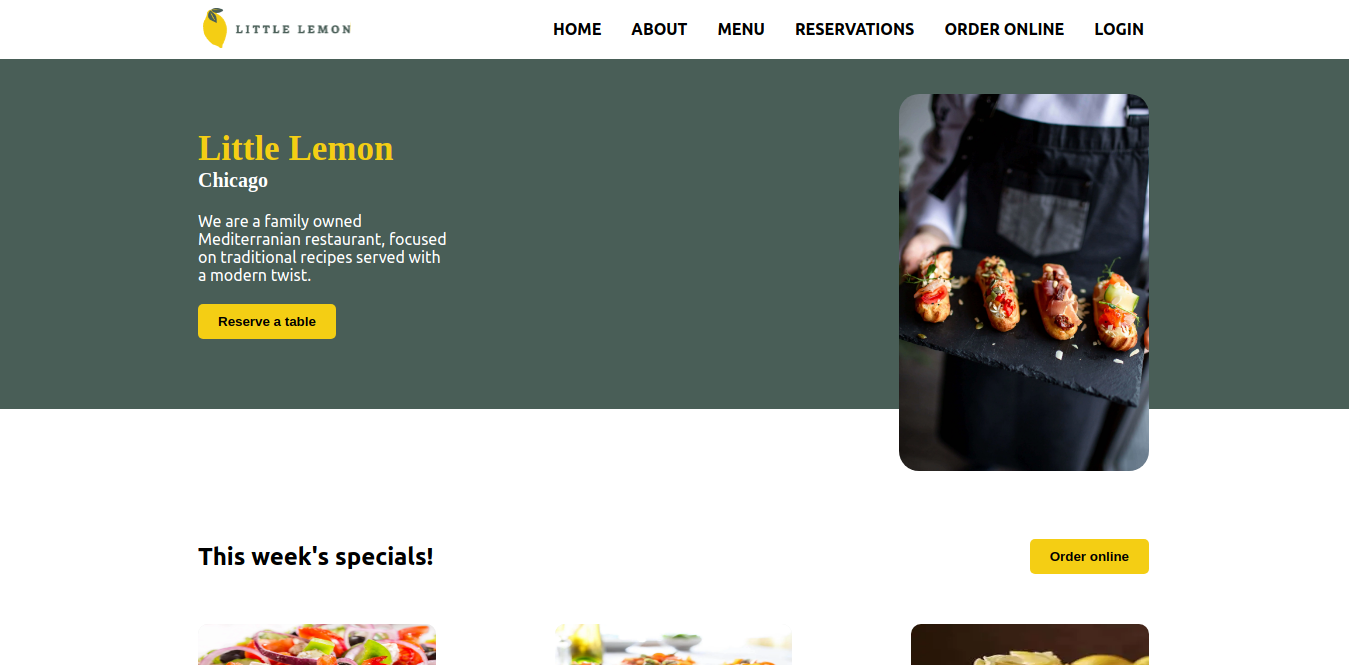 LITTLE LEMON
HOME ABOUT MENU RESERVATIONS ORDER ONLINE LOGIN
Little Lemon
Chicago
We are a family owned
Mediterranian restaurant, focused
on traditional recipes served with
a modern twist.
Reserve a table
This week's specials!
Order online